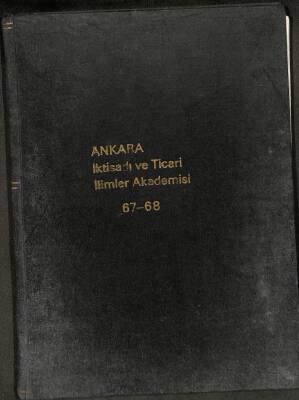 ANKARA
İktisadi ve Ticari
İlimler Akademisi
67-68